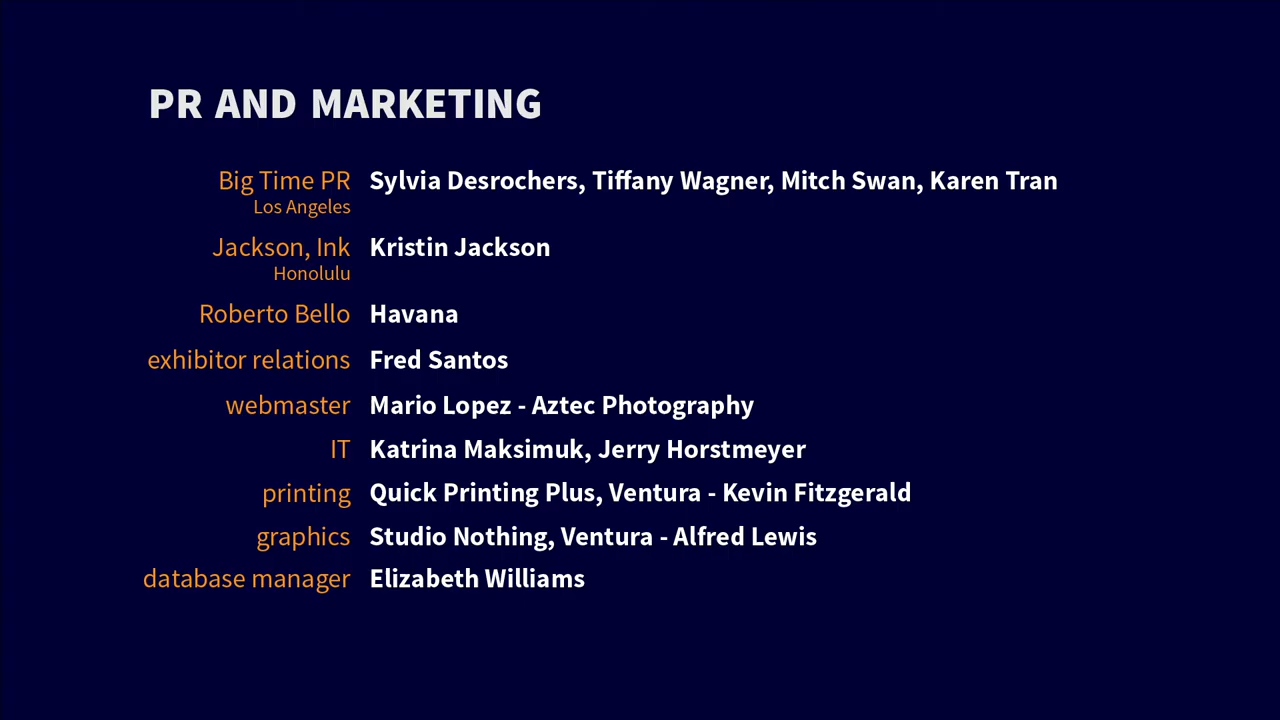 PR AND MARKETING
Big Time PR Sylvia Desrochers, Tiffany Wagner, Mitch Swan, Karen Tran
Los Angeles
Jackson, Ink Kristin Jackson
Honolulu
Roberto Bello Havana
exhibitor relations Fred Santos
webmaster Mario Lopez - Aztec Photography
IT Katrina Maksimuk, Jerry Horstmeyer
printing Quick Printing Plus, Ventura - Kevin Fitzgerald
graphics Studio Nothing, Ventura - Alfred Lewis
database manager Elizabeth Williams